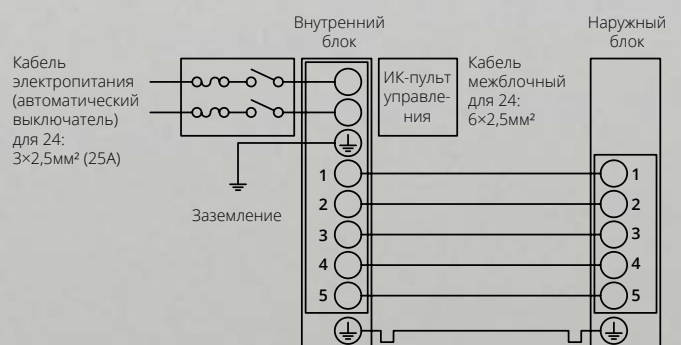 Внутренний
блок
Наружный
блок
Кабель
электропитания
(автоматический
выключатель)
для 24:
3×2,5мм² (25А)
ИК-пульт
управле-
ния
Кабель
межблочный
для 24:
6×2,5мм²
Заземление
1
2
3
4
5
1
2
3
4
5